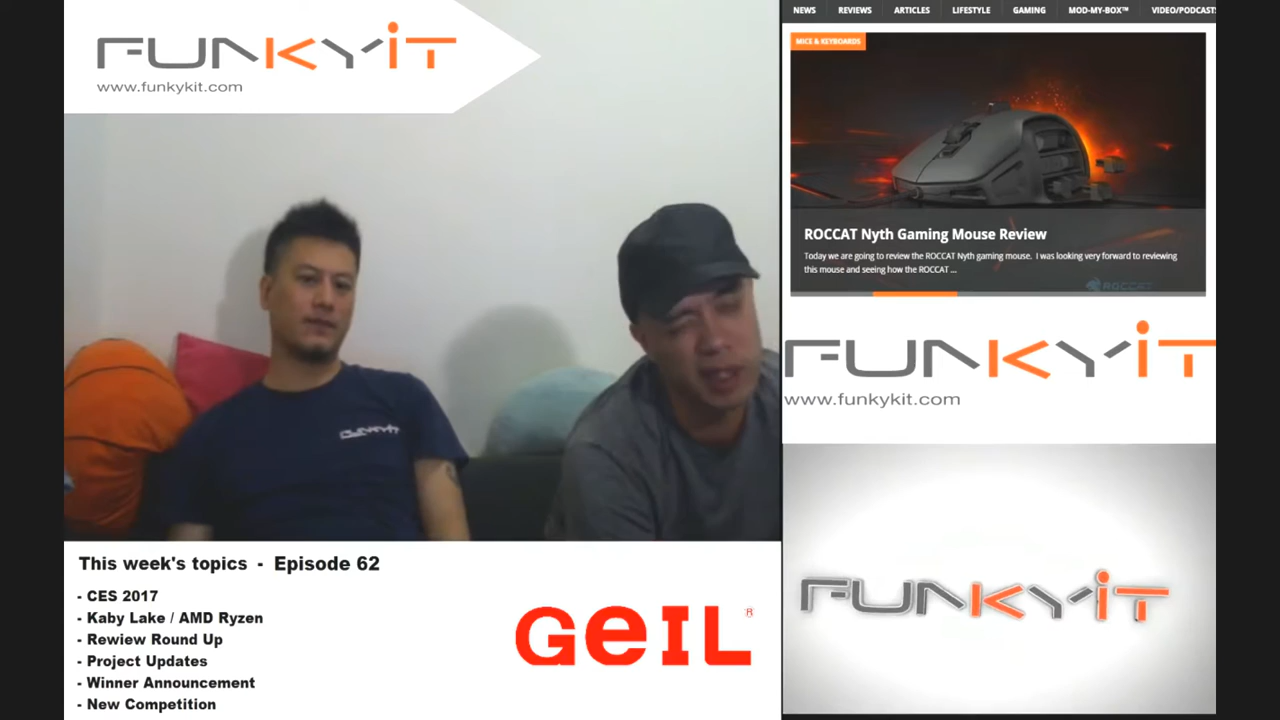 FUNKYiT
www.funkykit.com
NEWS REVIEWS ARTICLES LIFESTYLE GAMING MOD-MY-BOX™ VIDEO/PODCASTS
MICE & KEYBOARDS
ROCCAT Nyth Gaming Mouse Review
Today we are going to review the ROCCAT Nyth gaming mouse. I was looking very forward to reviewing
this mouse and seeing how the ROCCAT ...
ROCCAT
FUNKYiT
www.funkykit.com
FUNKYiT
FUNKYiT
This week's topics - Episode 62
- CES 2017
- Kaby Lake / AMD Ryzen
- Rewiew Round Up
- Project Updates
- Winner Announcement
- New Competition
GeIL®